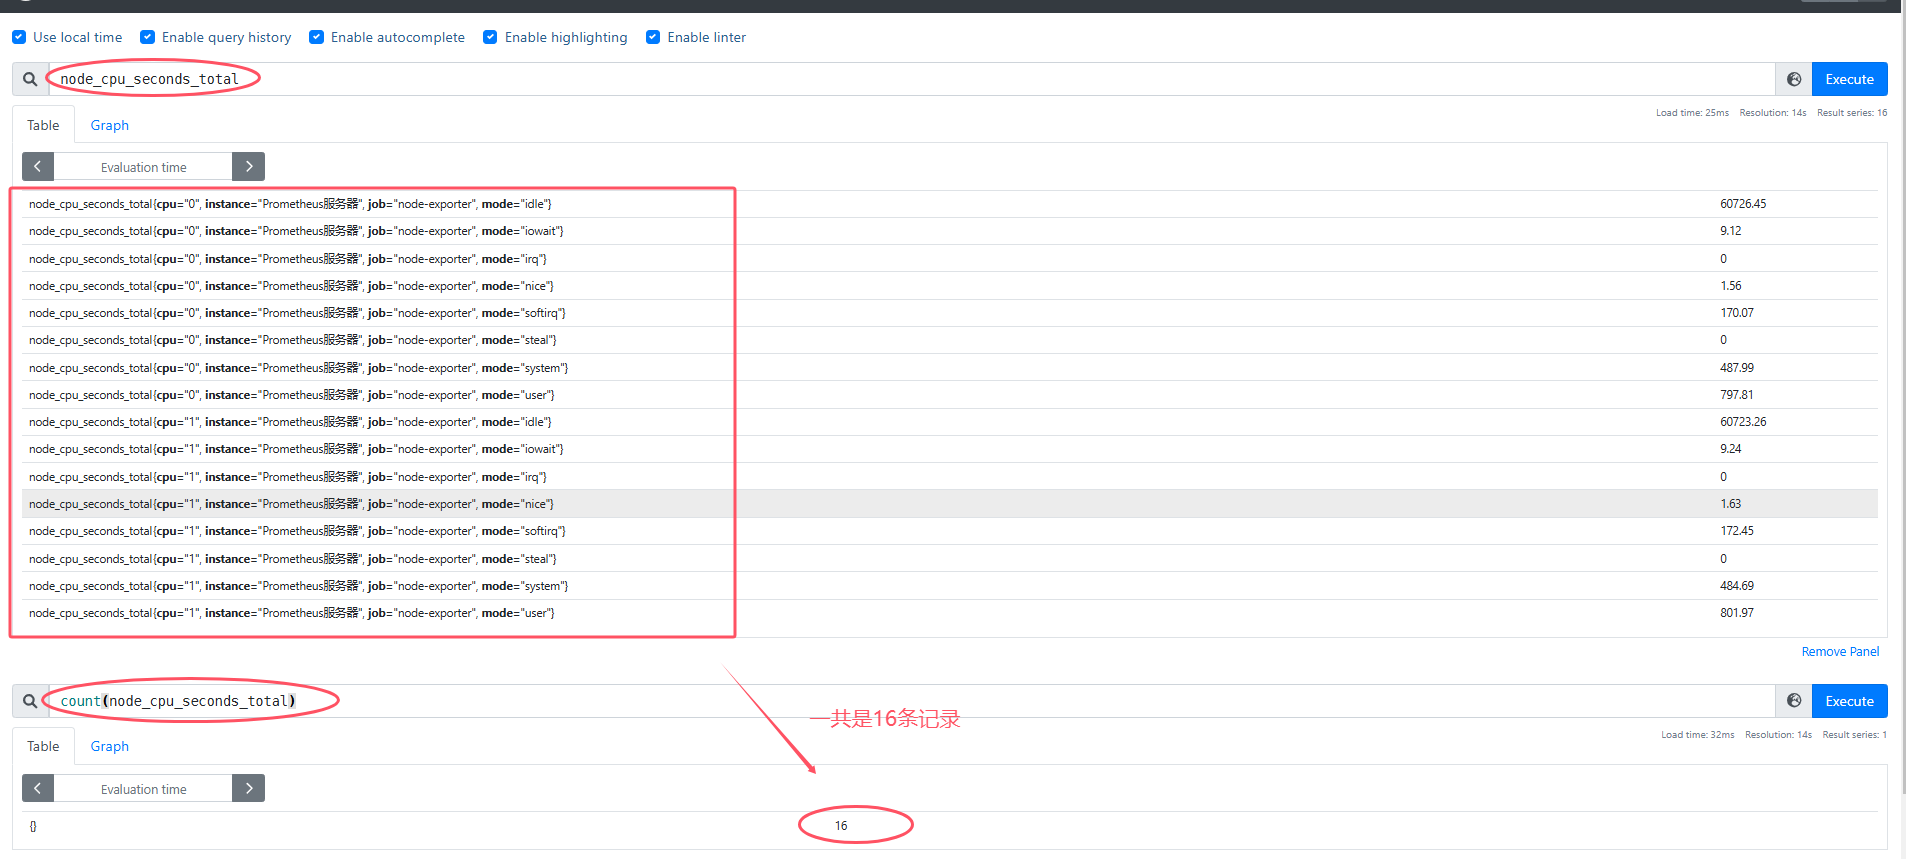 Use local time Enable query history Enable autocomplete Enable highlighting Enable linter
node_cpu_seconds_total Execute
Table Graph Load time: 25ms Resolution: 14s Result series: 16
Evaluation time
node_cpu_seconds_total{cpu="0", instance="Prometheus服务器", job="node-exporter", mode="idle"} 60726.45
node_cpu_seconds_total{cpu="0", instance="Prometheus服务器", job="node-exporter", mode="iowait"} 9.12
node_cpu_seconds_total{cpu="0", instance="Prometheus服务器", job="node-exporter", mode="irq"} 0
node_cpu_seconds_total{cpu="0", instance="Prometheus服务器", job="node-exporter", mode="nice"} 1.56
node_cpu_seconds_total{cpu="0", instance="Prometheus服务器", job="node-exporter", mode="softirq"} 170.07
node_cpu_seconds_total{cpu="0", instance="Prometheus服务器", job="node-exporter", mode="steal"} 0
node_cpu_seconds_total{cpu="0", instance="Prometheus服务器", job="node-exporter", mode="system"} 487.99
node_cpu_seconds_total{cpu="0", instance="Prometheus服务器", job="node-exporter", mode="user"} 797.81
node_cpu_seconds_total{cpu="1", instance="Prometheus服务器", job="node-exporter", mode="idle"} 60723.26
node_cpu_seconds_total{cpu="1", instance="Prometheus服务器", job="node-exporter", mode="iowait"} 9.24
node_cpu_seconds_total{cpu="1", instance="Prometheus服务器", job="node-exporter", mode="irq"} 0
node_cpu_seconds_total{cpu="1", instance="Prometheus服务器", job="node-exporter", mode="nice"} 1.63
node_cpu_seconds_total{cpu="1", instance="Prometheus服务器", job="node-exporter", mode="softirq"} 172.45
node_cpu_seconds_total{cpu="1", instance="Prometheus服务器", job="node-exporter", mode="steal"} 0
node_cpu_seconds_total{cpu="1", instance="Prometheus服务器", job="node-exporter", mode="system"} 484.69
node_cpu_seconds_total{cpu="1", instance="Prometheus服务器", job="node-exporter", mode="user"} 801.97
Remove Panel
count(node_cpu_seconds_total) Execute
一共是16条记录
Table Graph Load time: 32ms Resolution: 14s Result series: 1
Evaluation time
{} 16